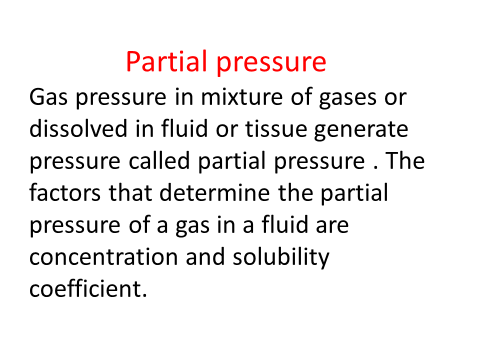 Partial pressure
Gas pressure in mixture of gases or
dissolved in fluid or tissue generate
pressure called partial pressure . The
factors that determine the partial
pressure of a gas in a fluid are
concentration and solubility
coefficient.